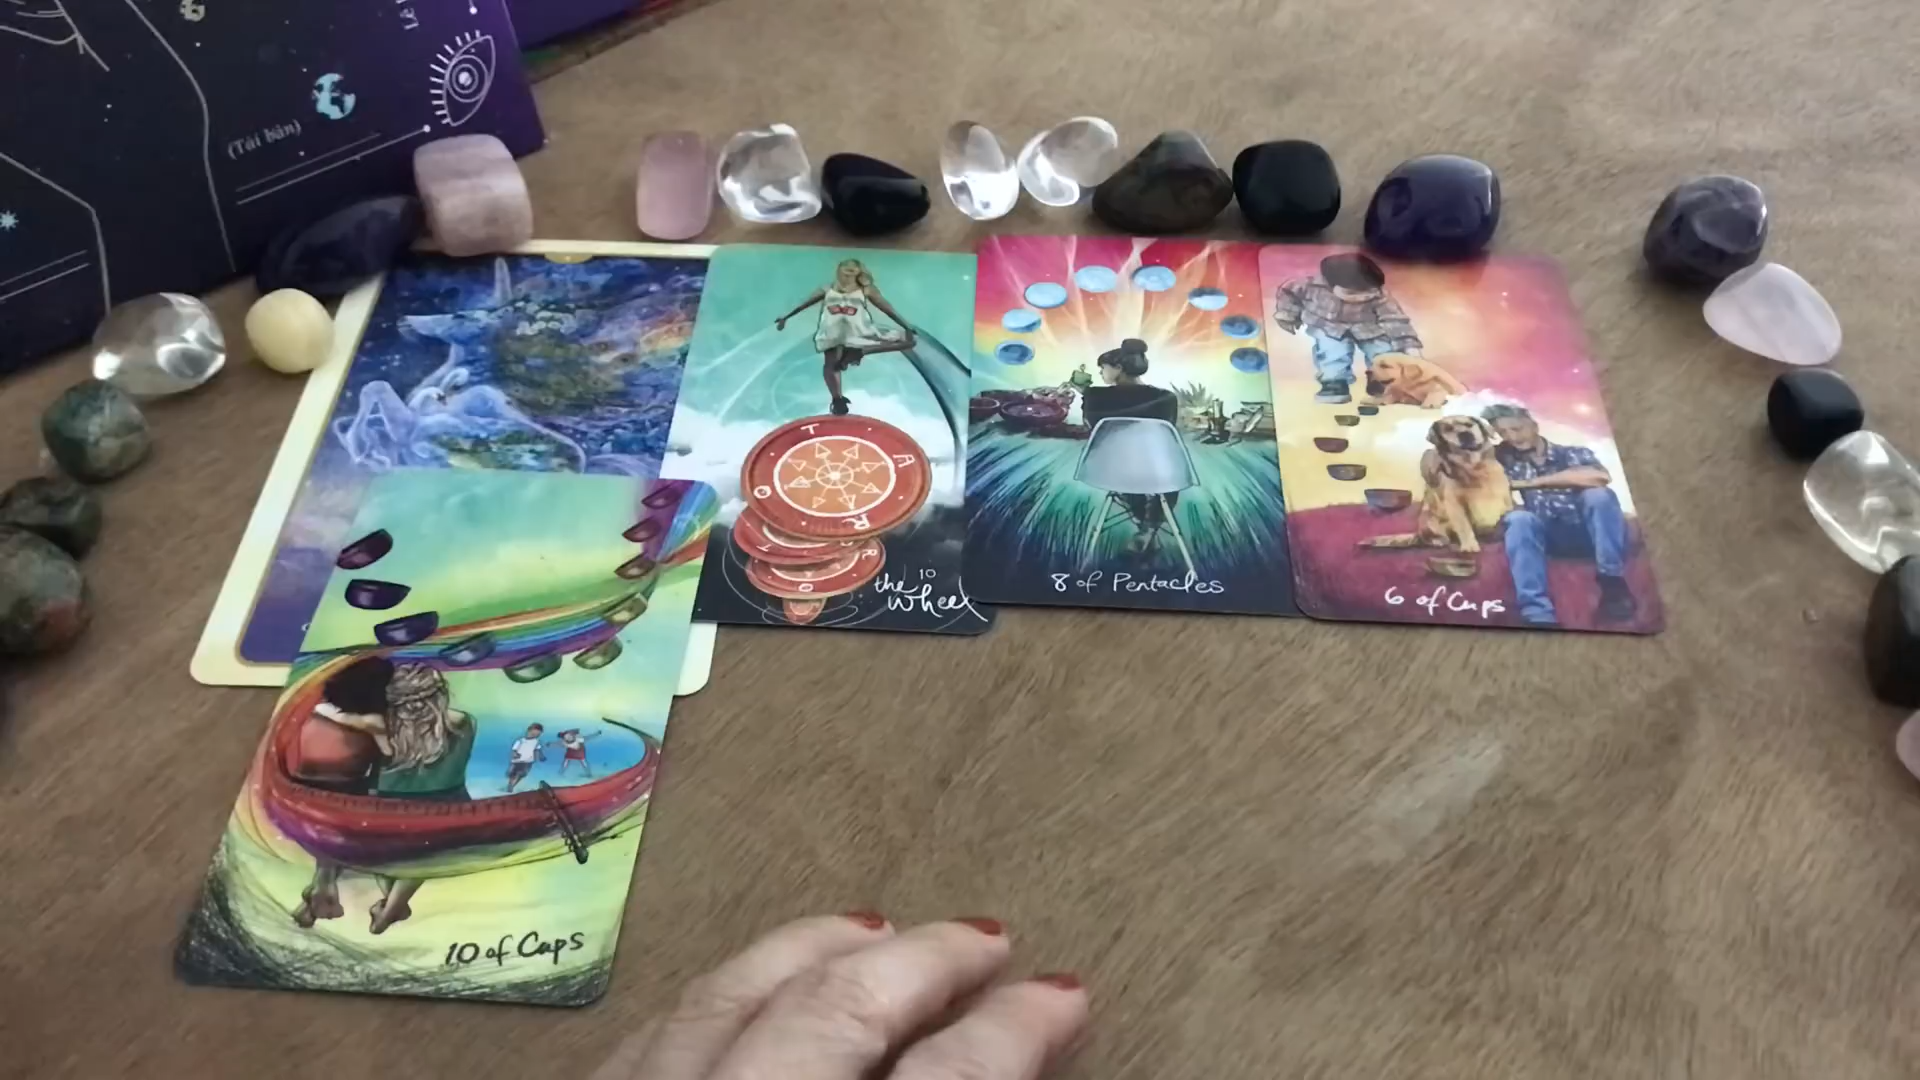 (Tái bản)
T
A
R
O
T
O
R
O
10
the
wheel
8 of Pentacles
6 of Cups
10 of Cups